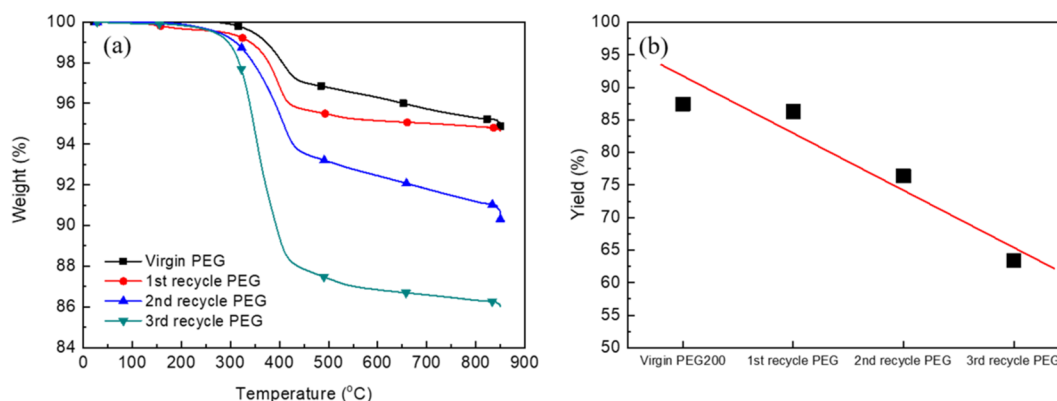 (a)
100
98
96
94
92
90
88
86
84
Weight (%)
Virgin PEG
1st recycle PEG
2nd recycle PEG
3rd recycle PEG
0 100 200 300 400 500 600 700 800 900
Temperature (°C)
(b)
100
95
90
85
80
75
70
65
60
55
50
Yield (%)
Virgin PEG200 1st recycle PEG 2nd recycle PEG 3rd recycle PEG